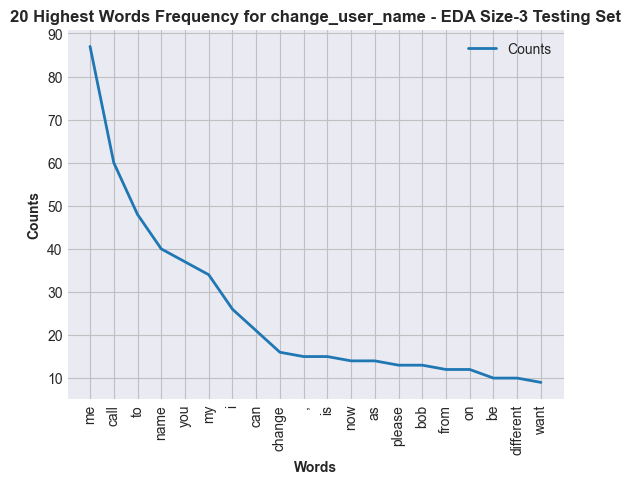 20 Highest Words Frequency for change_user_name - EDA Size-3 Testing Set
Counts
90
80
70
60
50
40
30
20
10
Counts
me
call
to
name
you
my
i
can
change
,
is
now
as
please
bob
from
on
be
different
want
Words